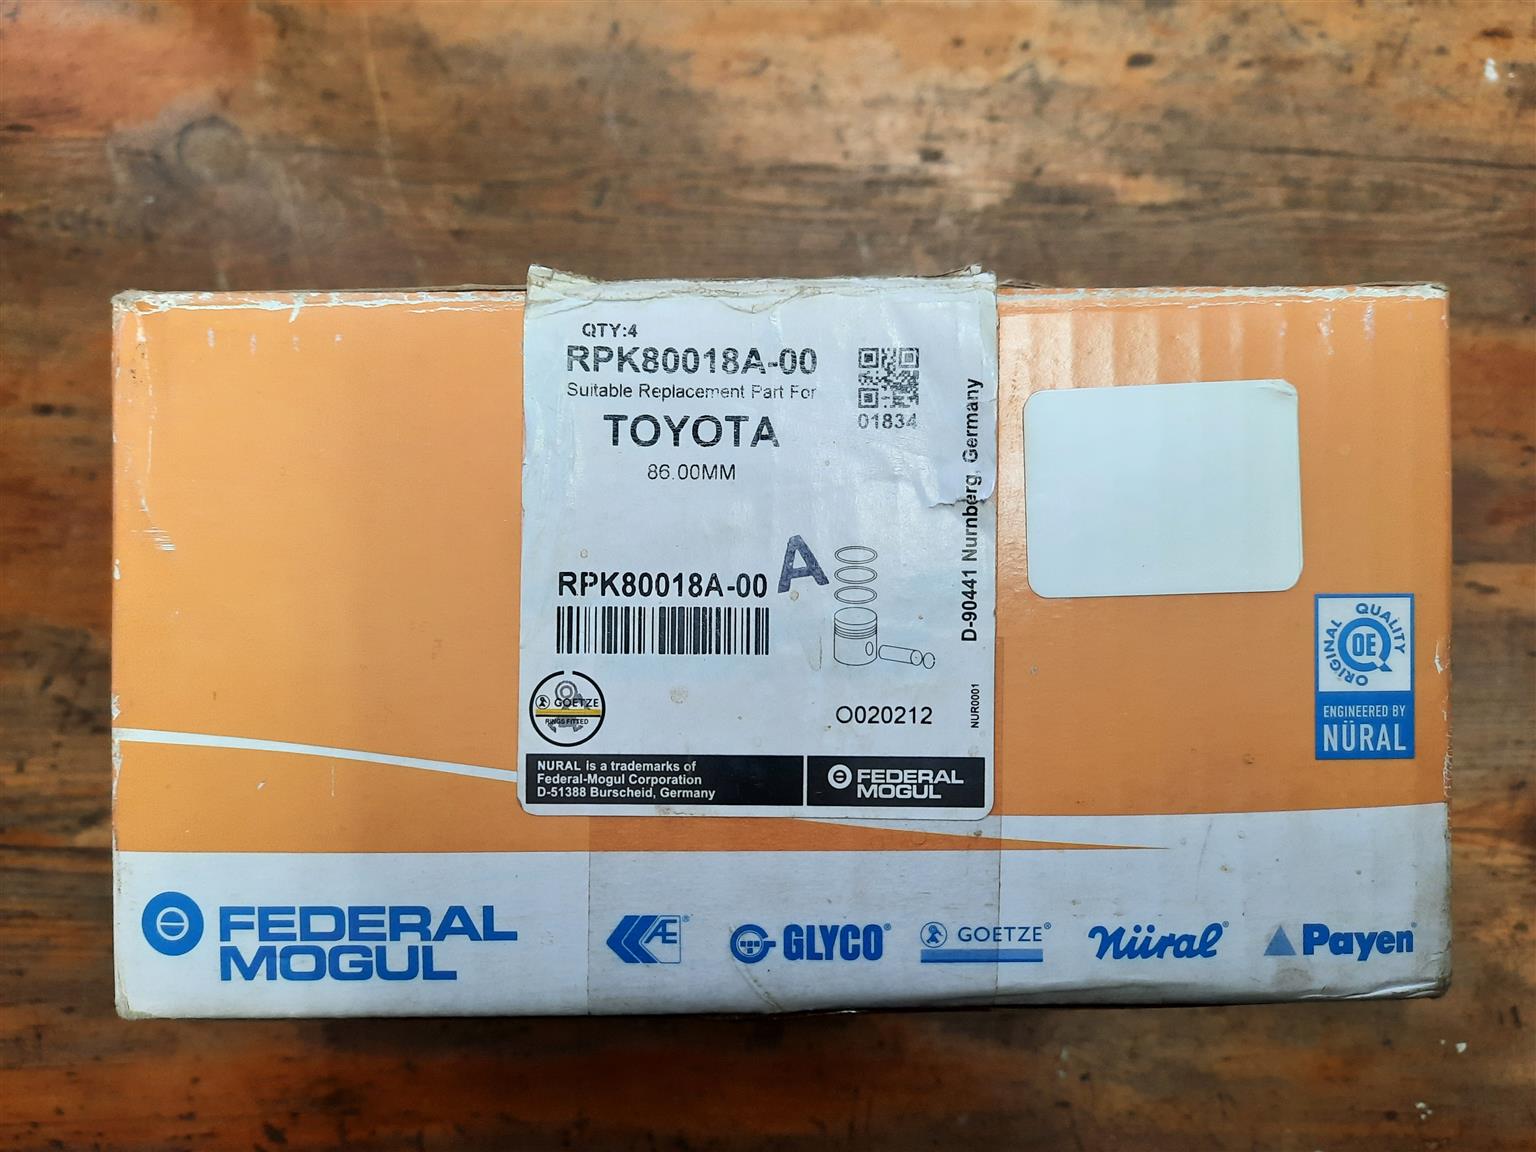 QTY:4
RPK80018A-00
Suitable Replacement Part For
TOYOTA
86.00MM
01834
D-90441 Nurnberg, Germany
RPK80018A-00
A
GOETZE
RINGS FITTED
O020212
NUR0001
NURAL is a trademarks of
Federal-Mogul Corporation
D-51388 Burscheid, Germany
FEDERAL
MOGUL
ORIGINAL QUALITY
OE
ENGINEERED BY
NÜRAL
FEDERAL
MOGUL
Æ®
GLYCO®
GOETZE®
Nüral®
Payen®